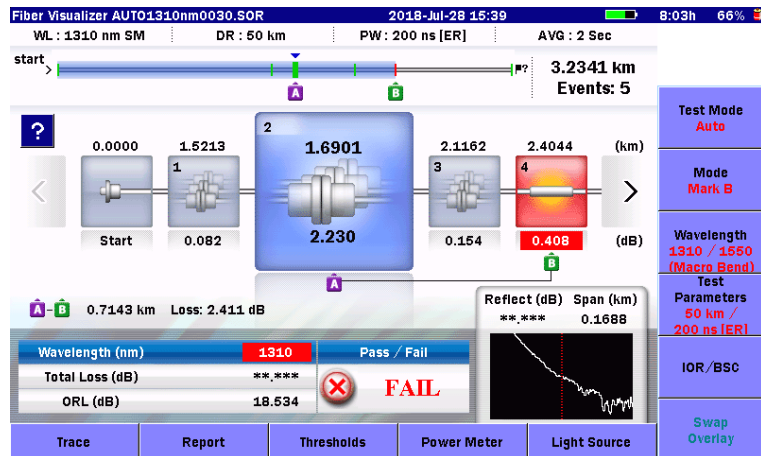 Fiber Visualizer AUTO1310nm0030.SOR 2018-Jul-28 15:39 8:03h 66%
WL : 1310 nm SM DR : 50 km PW : 200 ns [ER] AVG : 2 Sec
start
?
3.2341 km
Events: 5
A B
?
0.0000 1.5213 2 1.6901 2.1162 2.4044 (km)
1 3 4
Start 0.082 2.230 0.154 0.408 (dB)
B
A
A-B 0.7143 km Loss: 2.411 dB
Reflect (dB) Span (km)
**.*** 0.1688
Wavelength (nm) 1310 Pass / Fail
Total Loss (dB) **.***
FAIL
ORL (dB) 18.534
Trace Report Thresholds Power Meter Light Source
Test Mode
Auto
Mode
Mark B
Wavelength
1310 / 1550
(Macro Bend)
Test
Parameters
50 km /
200 ns [ER]
IOR/BSC
Swap
Overlay